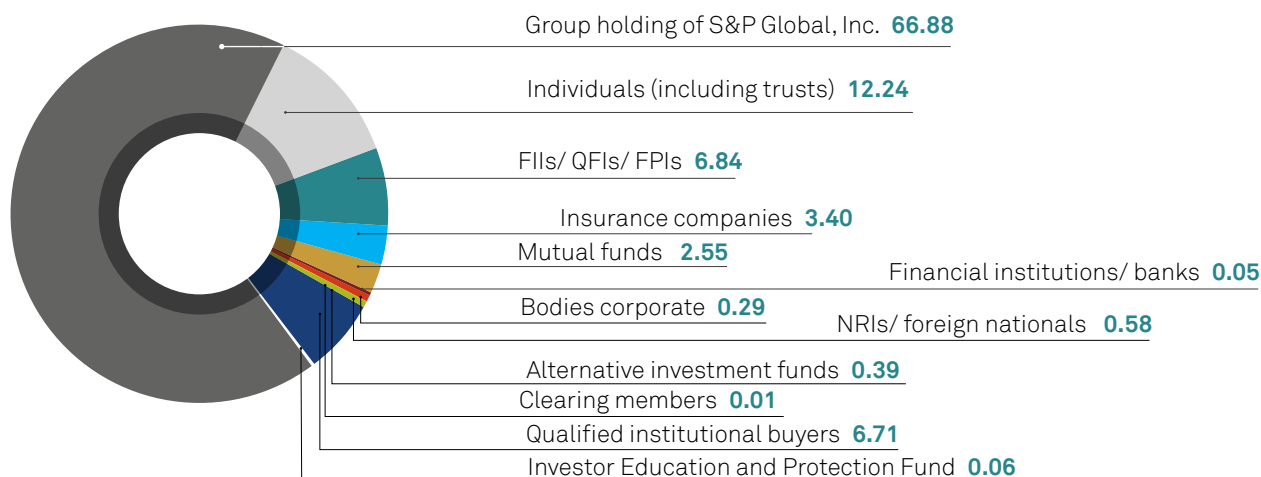 Group holding of S&P Global, Inc. 66.88
Individuals (including trusts) 12.24
FIIs/ QFIs/ FPIs 6.84
Insurance companies 3.40
Mutual funds 2.55
Financial institutions/ banks 0.05
Bodies corporate 0.29
NRIs/ foreign nationals 0.58
Alternative investment funds 0.39
Clearing members 0.01
Qualified institutional buyers 6.71
Investor Education and Protection Fund 0.06